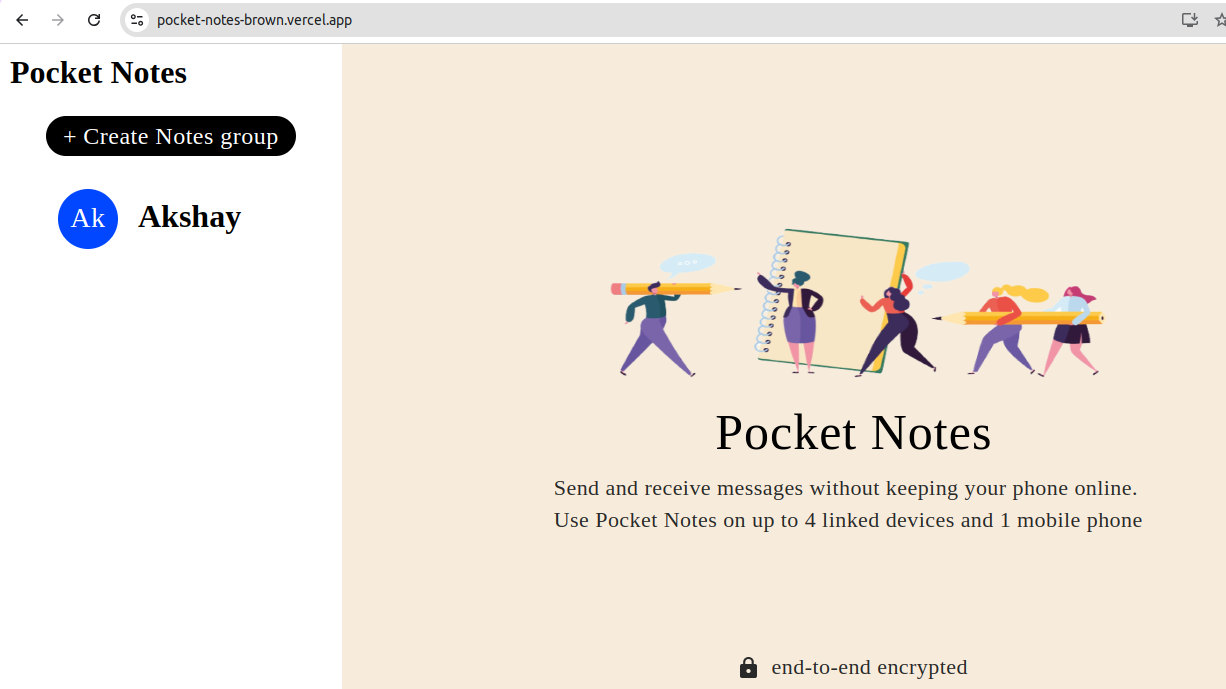 pocket-notes-brown.vercel.app
Pocket Notes
+ Create Notes group
Ak
Akshay
Pocket Notes
Send and receive messages without keeping your phone online.
Use Pocket Notes on up to 4 linked devices and 1 mobile phone
end-to-end encrypted